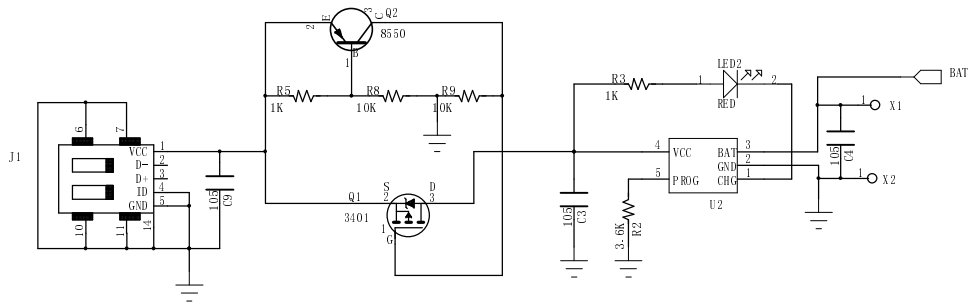 Q2
8550
2
E
3
C
B
1
R5
1K
R8
10K
R9
10K
J1
6
7
VCC
1
D-
2
D+
3
ID
4
GND
5
10
11
14
105
C9
Q1
3401
S
2
D
3
1
G
R3
1K
1
LED2
RED
2
BAT
1
X1
105
C4
1
X2
4
VCC
BAT
3
GND
2
5
PROG
CHG
1
U2
105
C3
3.6K
R2